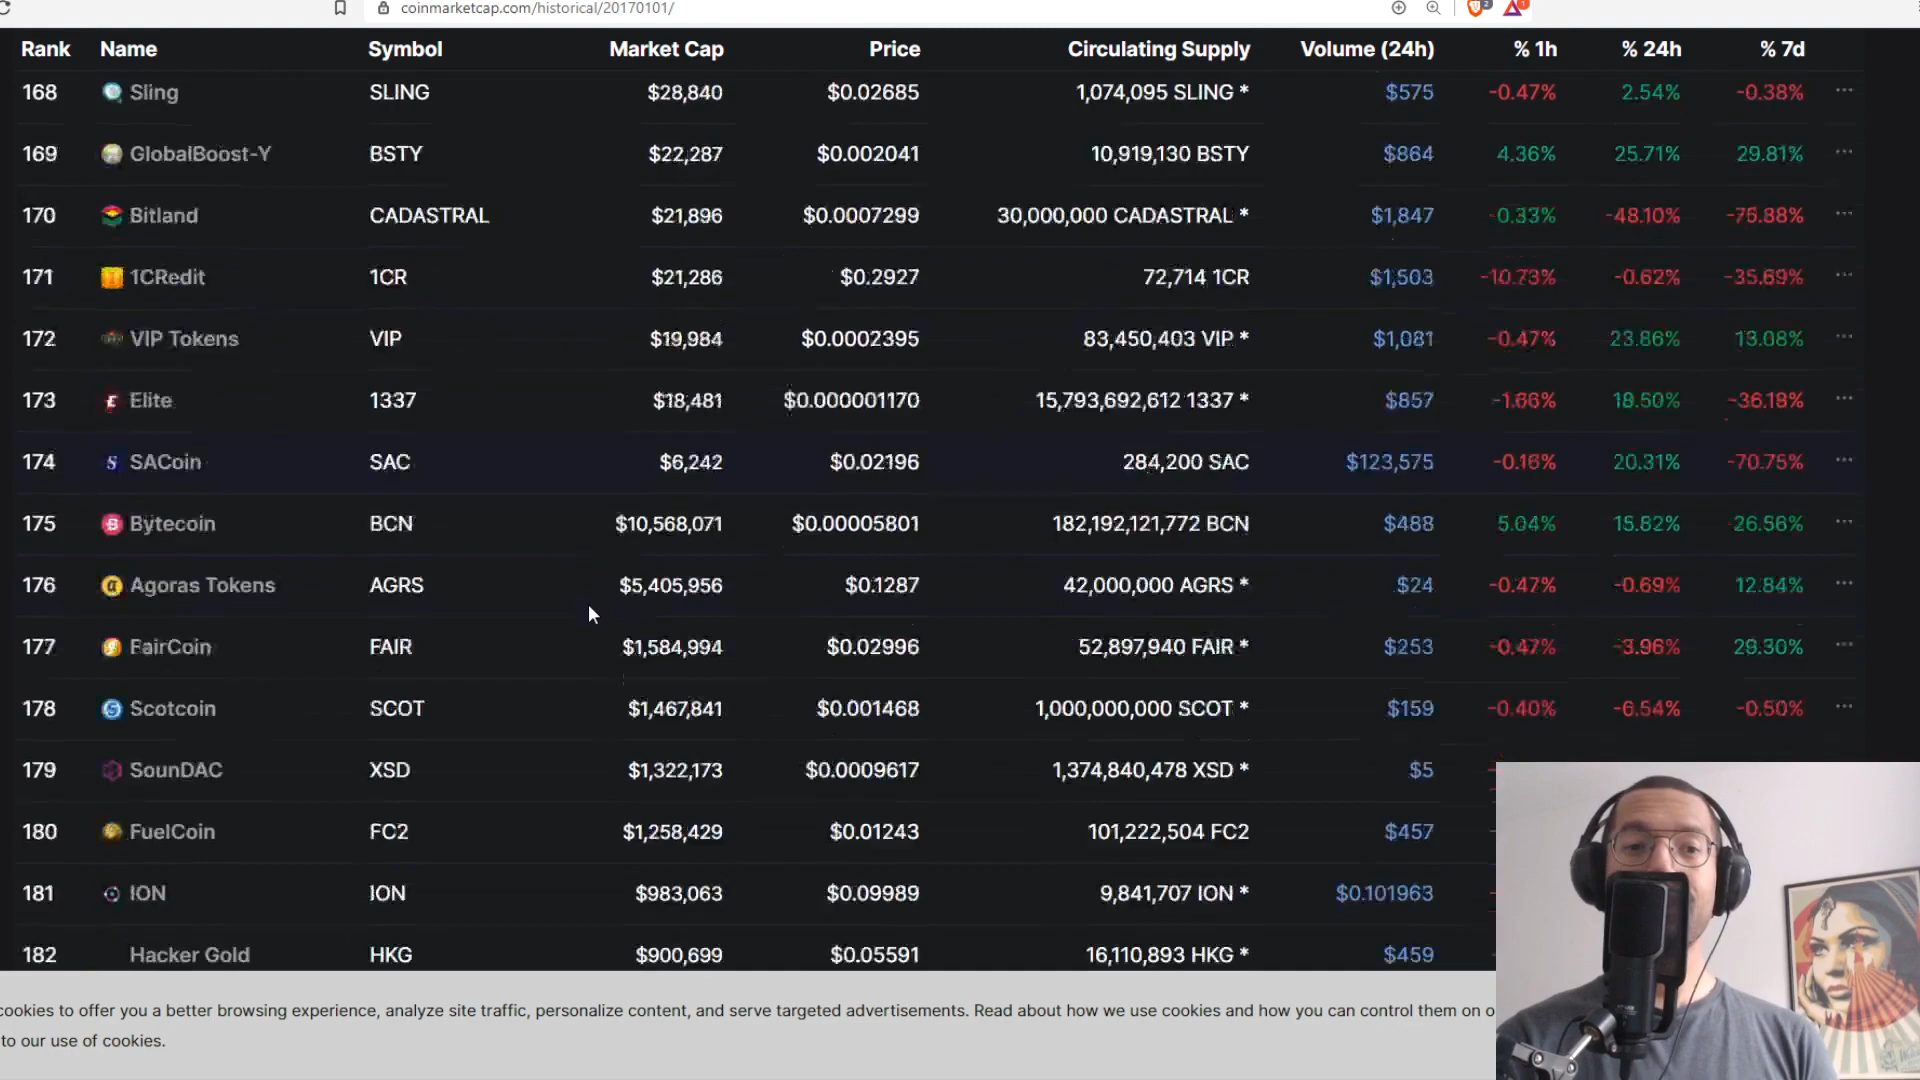 coinmarketcap.com/historical/20170101/
Rank Name Symbol Market Cap Price Circulating Supply Volume (24h) % 1h % 24h % 7d
168 Sling SLING $28,840 $0.02685 1,074,095 SLING * $575 -0.47% 2.54% -0.38%
169 GlobalBoost-Y BSTY $22,287 $0.002041 10,919,130 BSTY $864 4.36% 25.71% 29.81%
170 Bitland CADASTRAL $21,896 $0.0007299 30,000,000 CADASTRAL * $1,847 0.33% -48.10% -75.88%
171 1CRedit 1CR $21,286 $0.2927 72,714 1CR $1,503 -10.73% -0.62% -35.69%
172 VIP Tokens VIP $19,984 $0.0002395 83,450,403 VIP * $1,081 -0.47% 23.86% 13.08%
173 Elite 1337 $18,481 $0.000001170 15,793,692,612 1337 * $857 -1.66% 18.50% -36.19%
174 SACoin SAC $6,242 $0.02196 284,200 SAC $123,575 -0.16% 20.31% -70.75%
175 Bytecoin BCN $10,568,071 $0.00005801 182,192,121,772 BCN $488 5.04% 15.82% 26.56%
176 Agoras Tokens AGRS $5,405,956 $0.1287 42,000,000 AGRS * $24 -0.47% -0.69% 12.84%
177 FairCoin FAIR $1,584,994 $0.02996 52,897,940 FAIR * $253 -0.47% -3.96% 29.30%
178 Scotcoin SCOT $1,467,841 $0.001468 1,000,000,000 SCOT * $159 -0.40% -6.54% -0.50%
179 SounDAC XSD $1,322,173 $0.0009617 1,374,840,478 XSD * $5
180 FuelCoin FC2 $1,258,429 $0.01243 101,222,504 FC2 $457
181 ION ION $983,063 $0.09989 9,841,707 ION * $0.101963
182 Hacker Gold HKG $900,699 $0.05591 16,110,893 HKG * $459
cookies to offer you a better browsing experience, analyze site traffic, personalize content, and serve targeted advertisements. Read about how we use cookies and how you can control them on o
to our use of cookies.